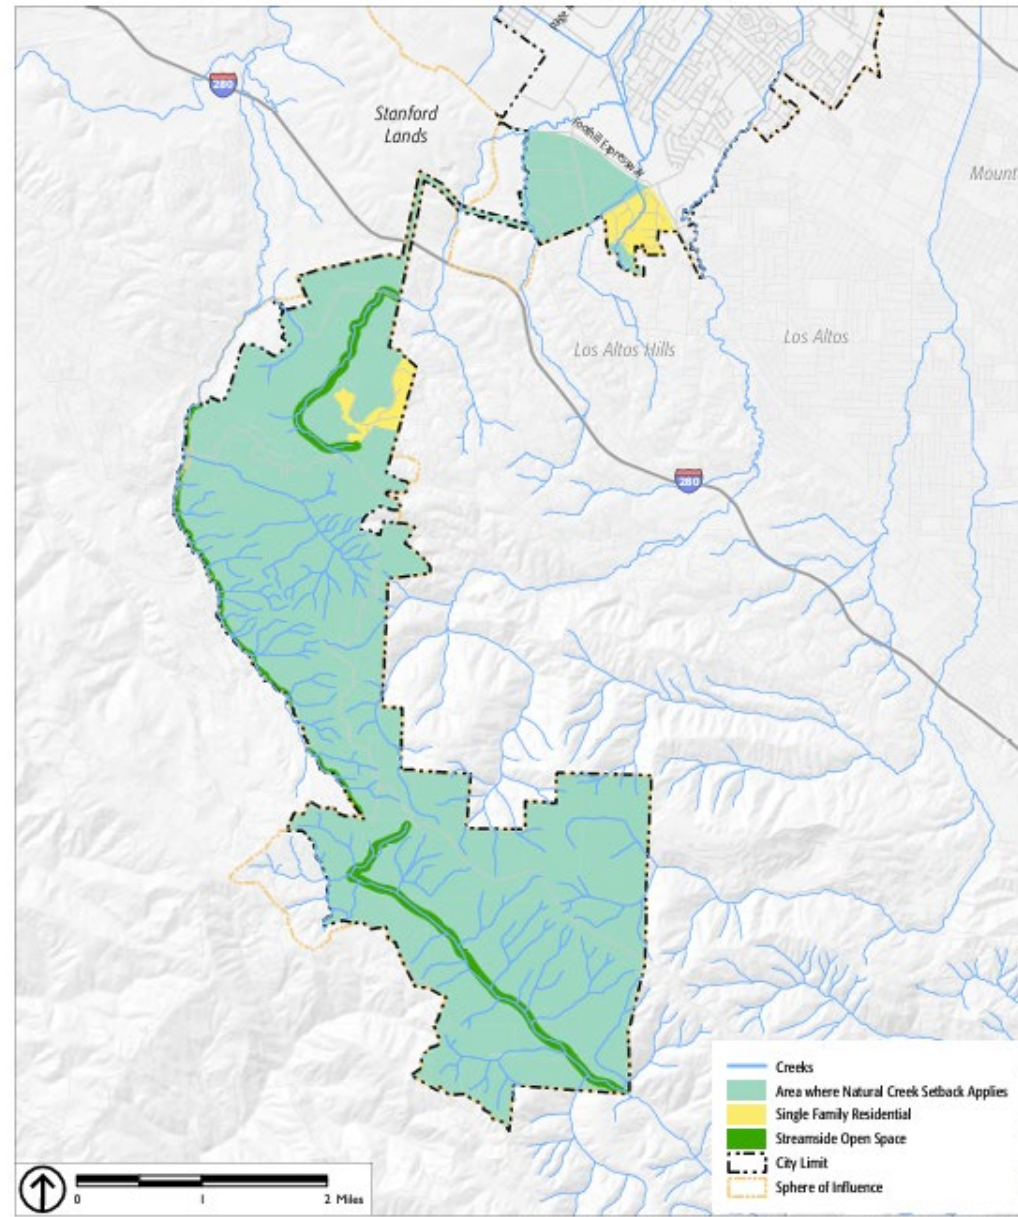 280
Stanford
Lands
Foothill Expressway
Mount
Los Altos Hills
Los Altos
280
Creeks
Area where Natural Creek Setback Applies
Single Family Residential
Streamside Open Space
City Limit
Sphere of Influence
0 1 2 Miles